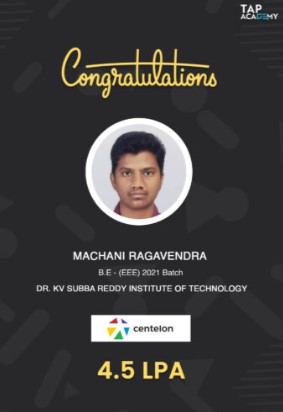 TAP
ACADEMY
Congratulations
MACHANI RAGAVENDRA
B.E - (EEE) 2021 Batch
DR. KV SUBBA REDDY INSTITUTE OF TECHNOLOGY
centelon
4.5 LPA